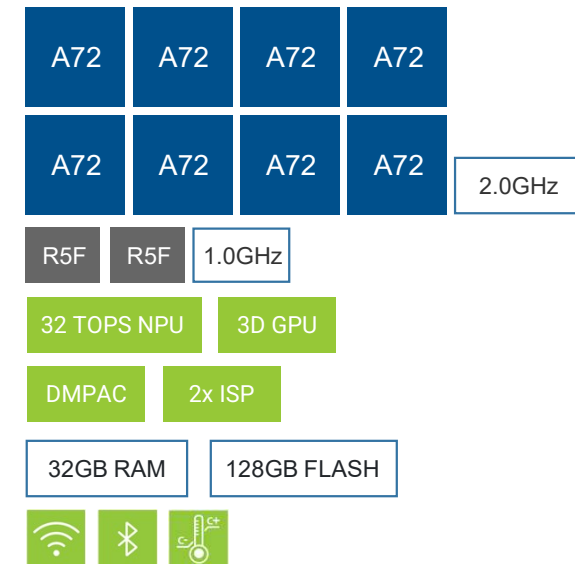 A72 A72 A72 A72
A72 A72 A72 A72
2.0GHz
R5F R5F 1.0GHz
32 TOPS NPU 3D GPU
DMPAC 2x ISP
32GB RAM 128GB FLASH
C+
C-